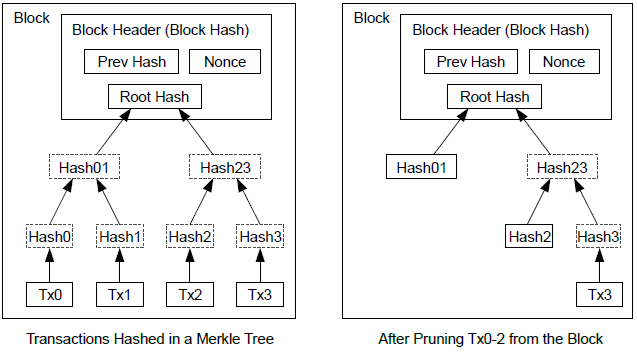 Block
Block Header (Block Hash)
Prev Hash
Nonce
Root Hash
Hash01
Hash23
Hash0
Hash1
Hash2
Hash3
Tx0
Tx1
Tx2
Tx3
Transactions Hashed in a Merkle Tree
Block
Block Header (Block Hash)
Prev Hash
Nonce
Root Hash
Hash01
Hash23
Hash2
Hash3
Tx3
After Pruning Tx0-2 from the Block